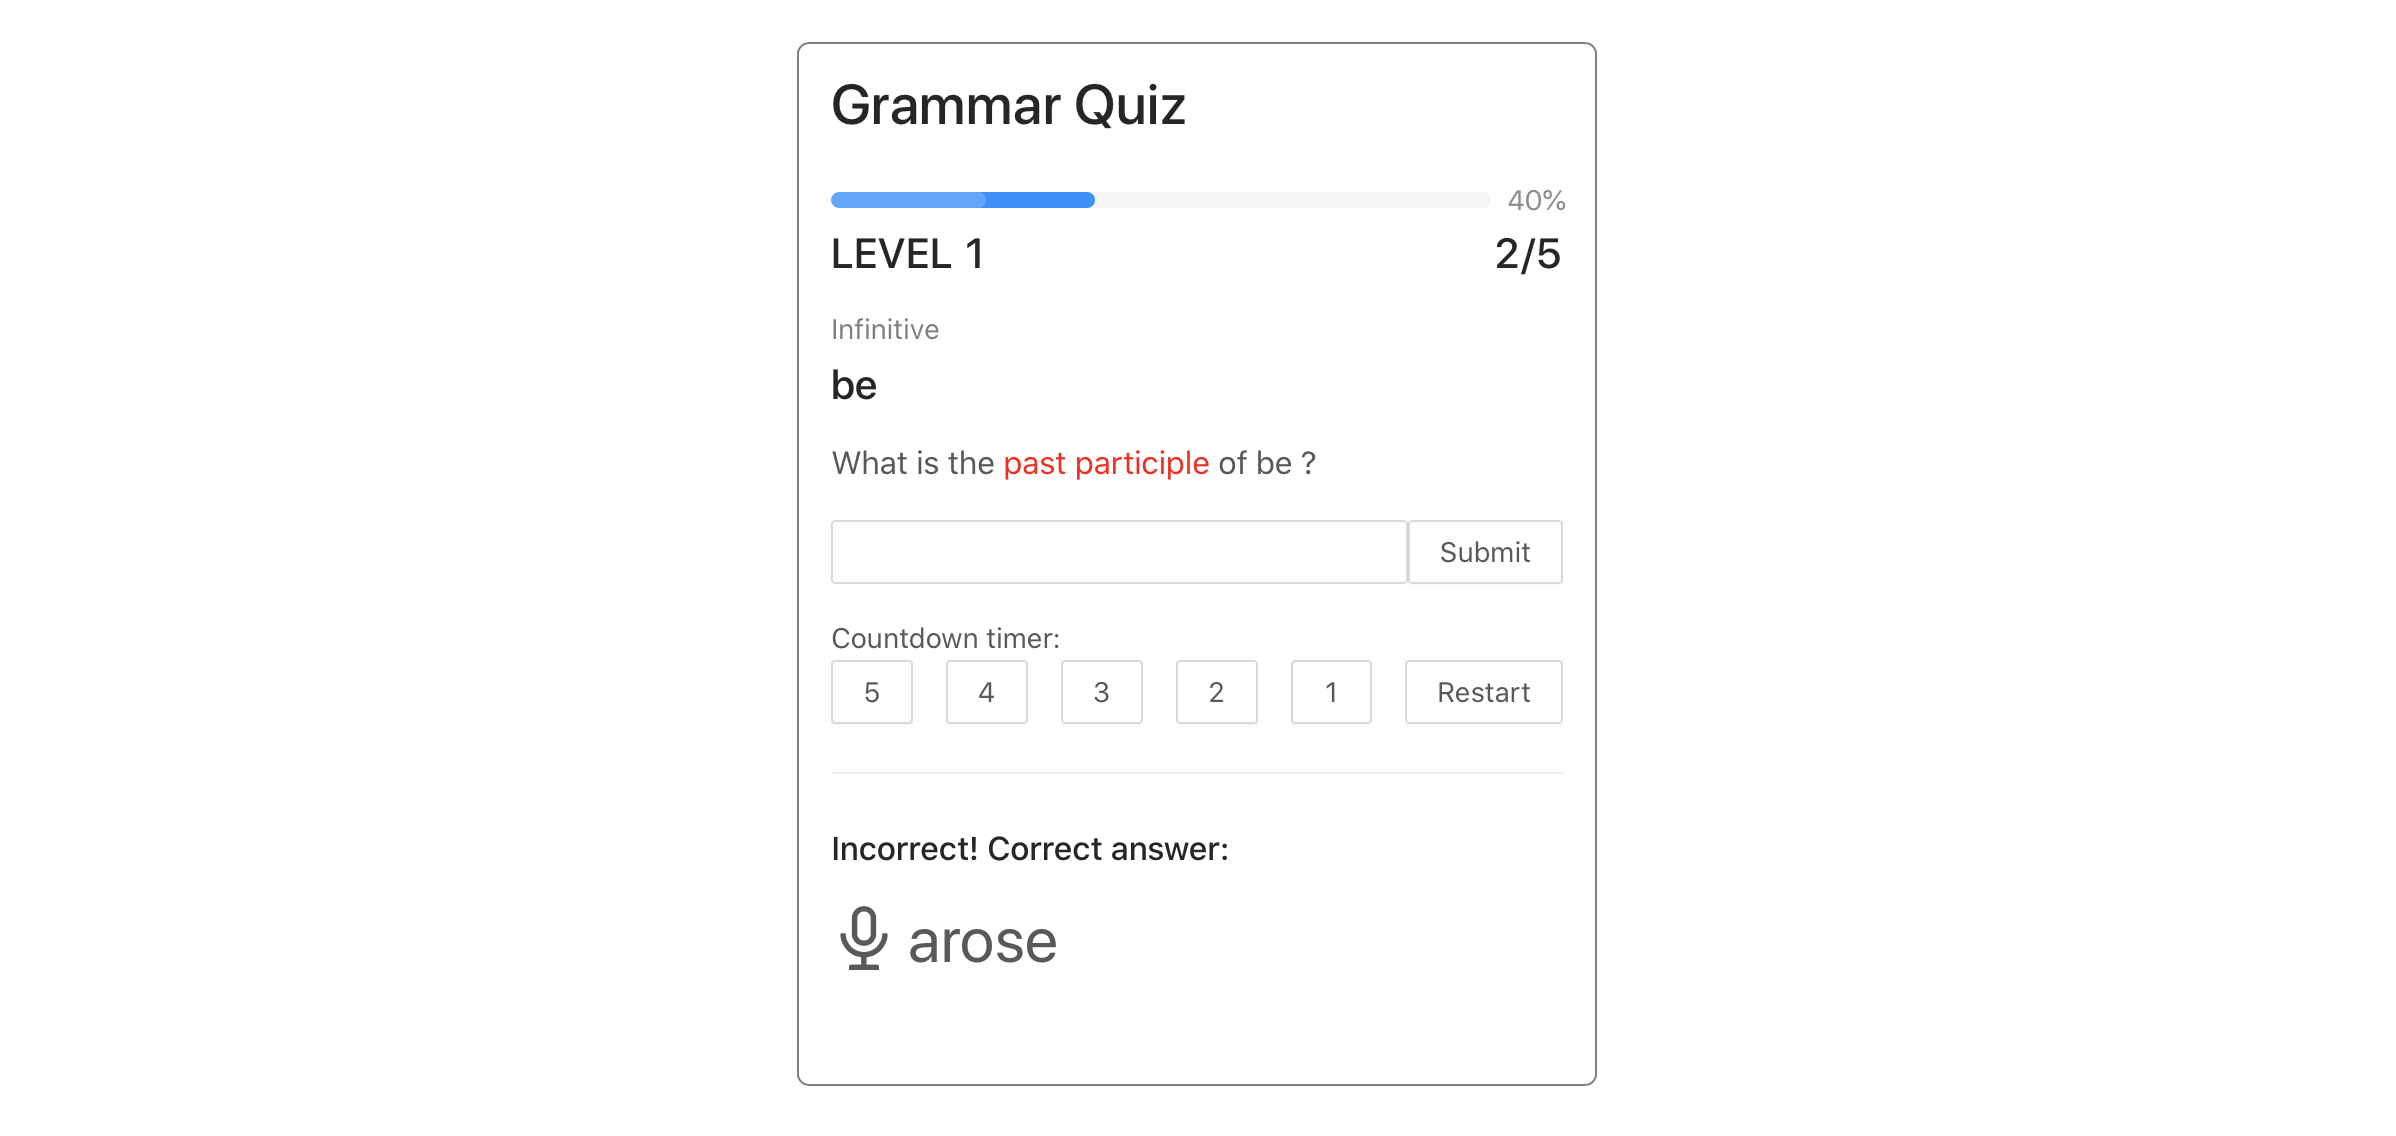 Grammar Quiz
40%
LEVEL 1 2/5
Infinitive
be
What is the past participle of be ?
Submit
Countdown timer:
5 4 3 2 1 Restart
Incorrect! Correct answer:
arose